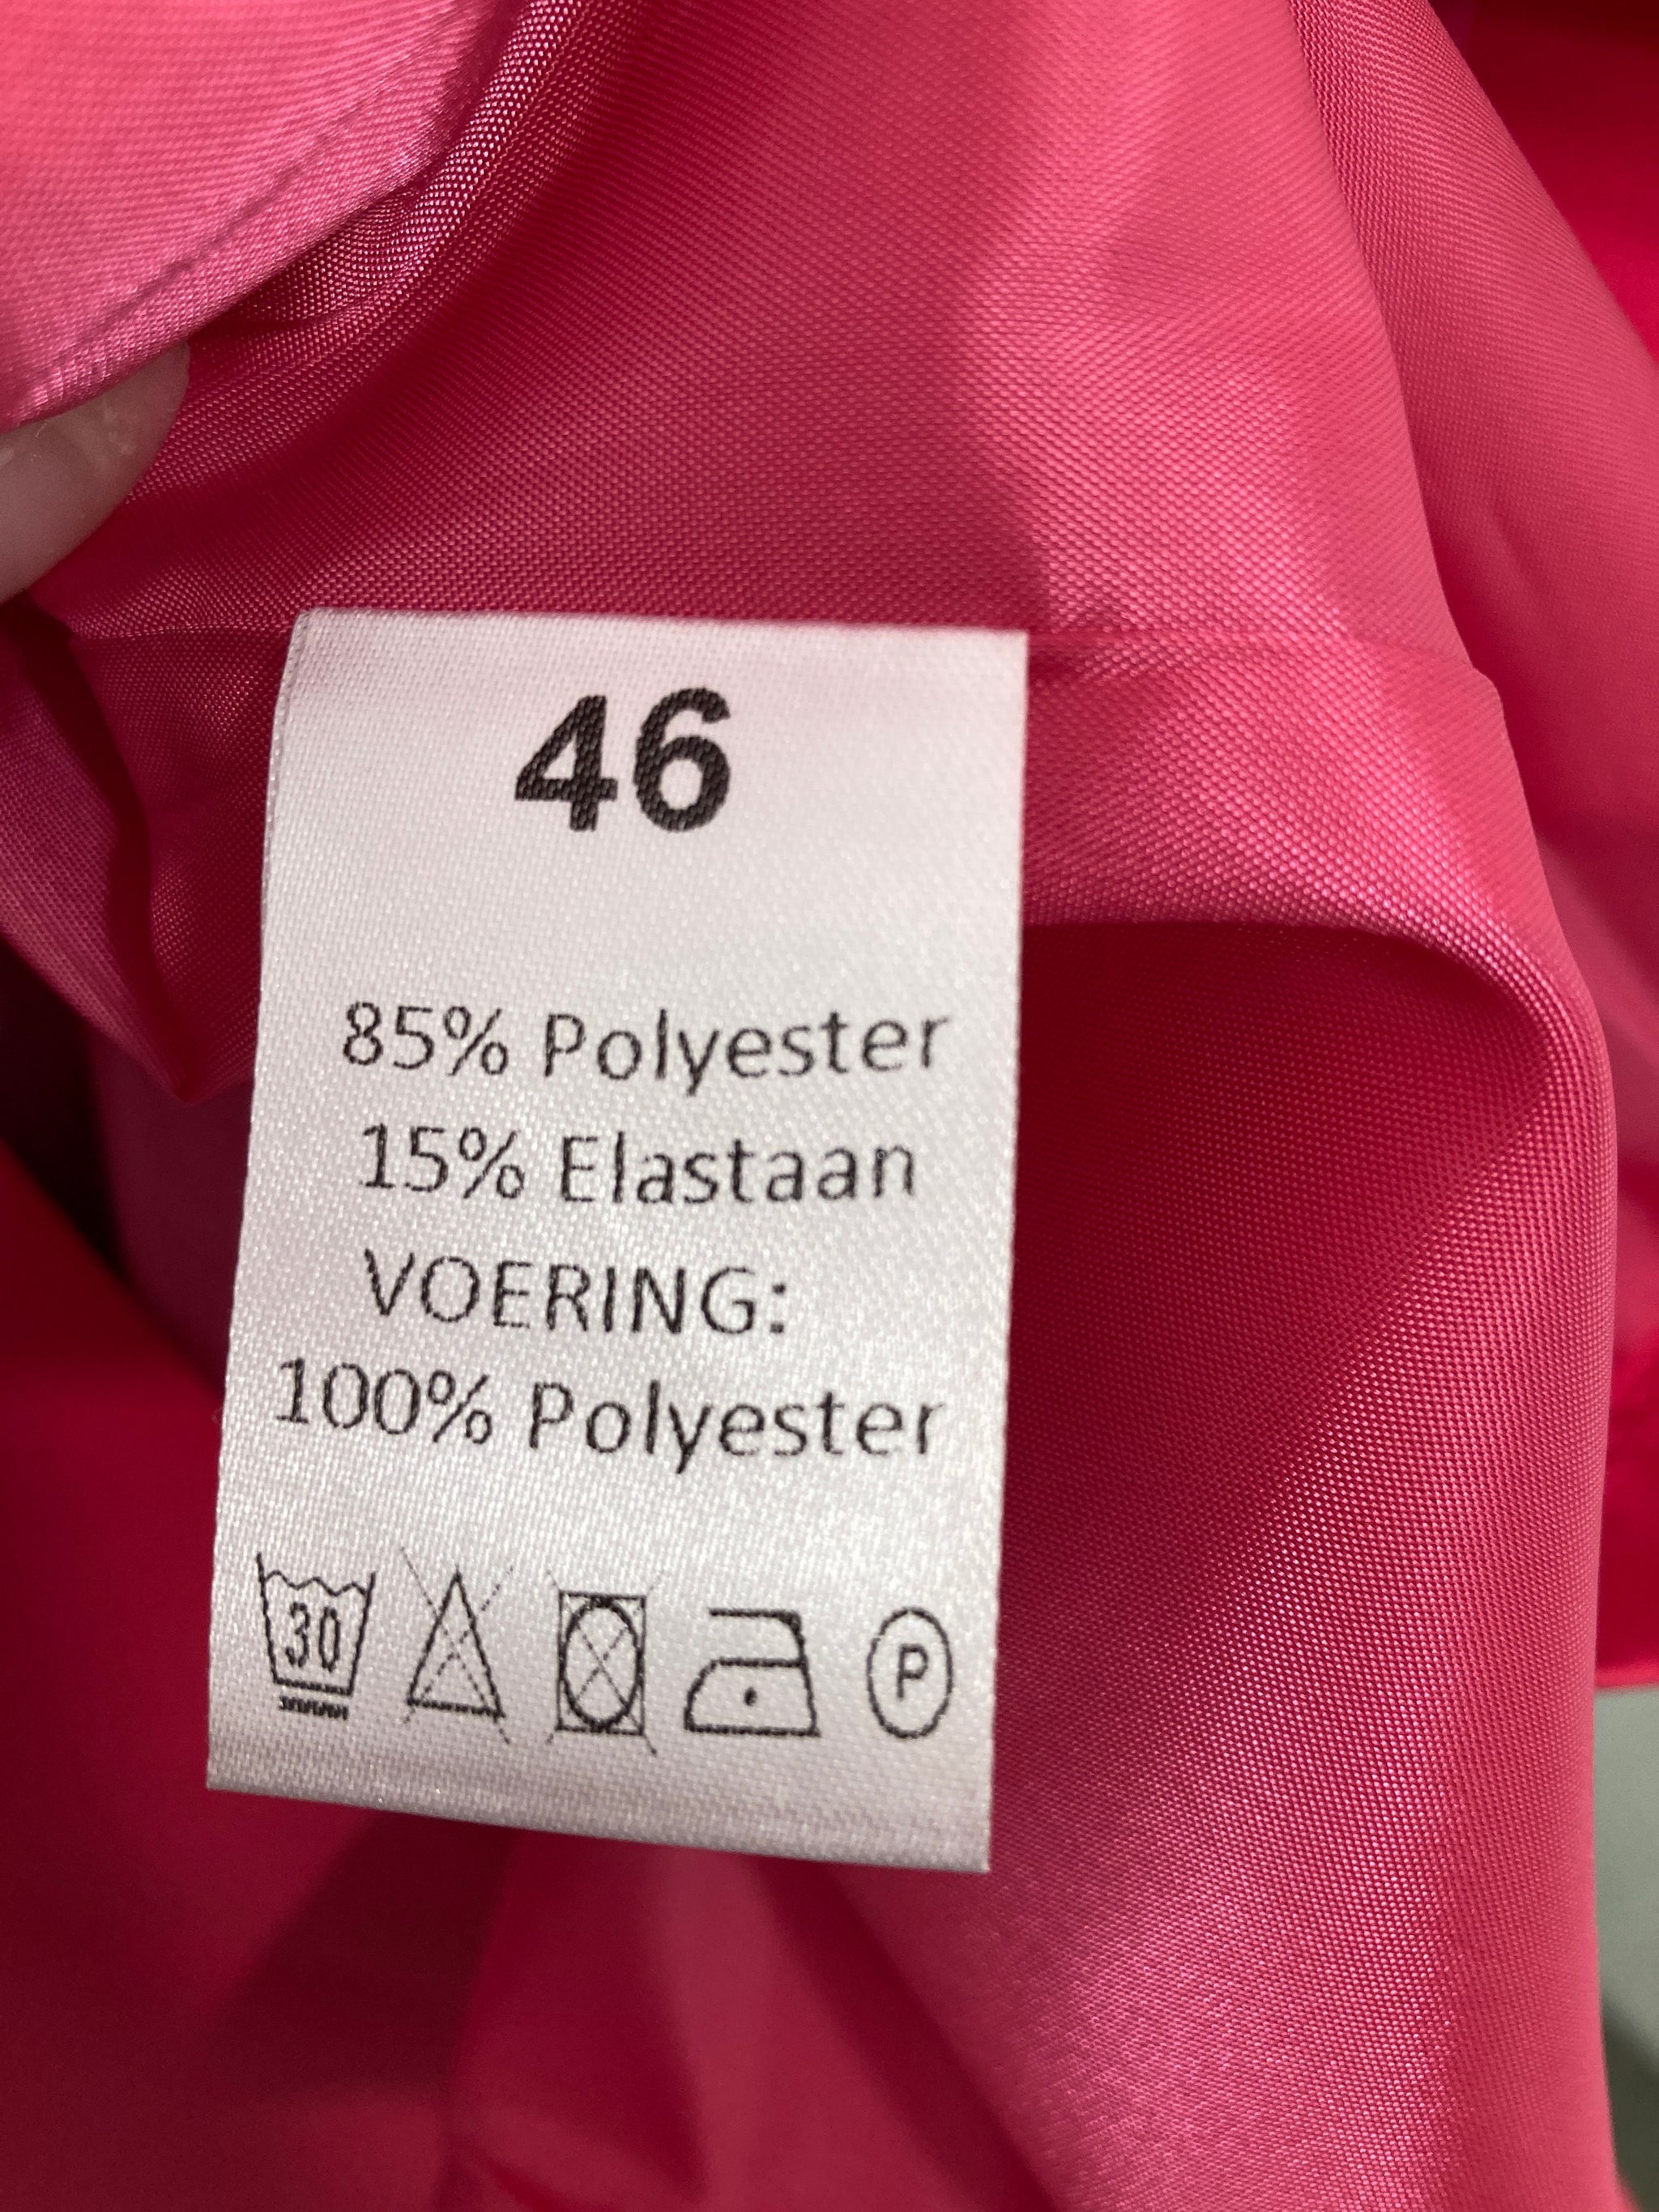 46
85% Polyester
15% Elastaan
VOERING:
100% Polyester
30 P